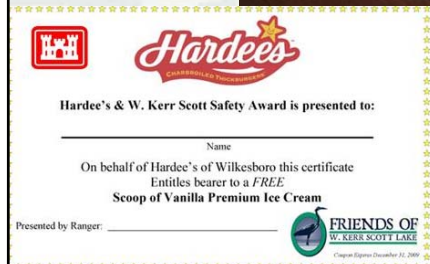 Hardees
CHARBROILED THICKBURGERS
Hardee's & W. Kerr Scott Safety Award is presented to:
Name
On behalf of Hardee's of Wilkesboro this certificate
Entitles bearer to a FREE
Scoop of Vanilla Premium Ice Cream
Presented by Ranger:
FRIENDS OF
W. KERR SCOTT LAKE
Coupon Expires December 31, 2009